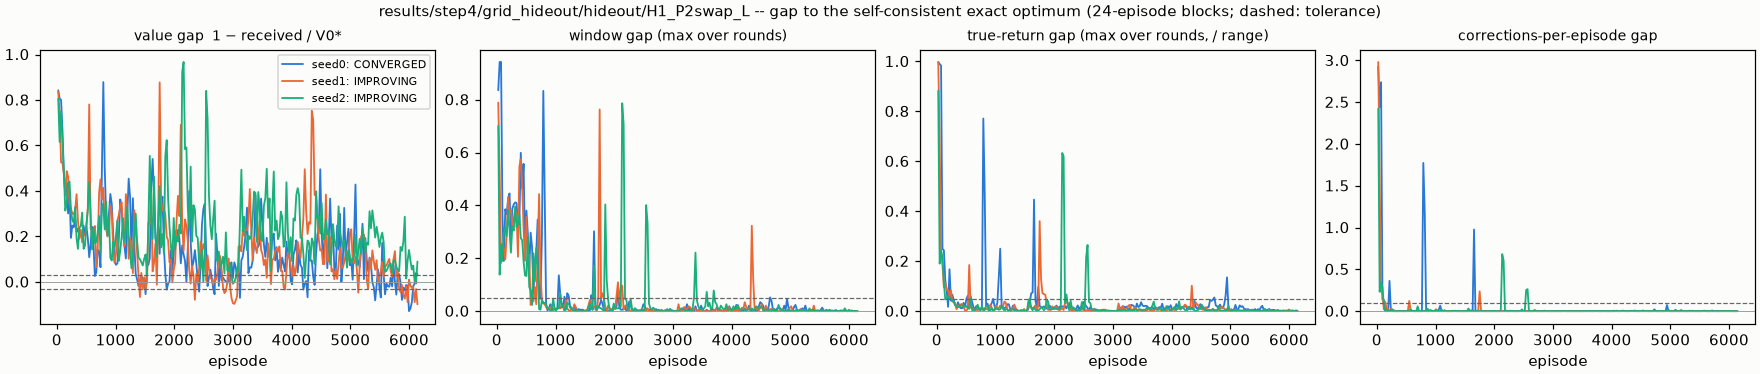 results/step4/grid_hideout/hideout/H1_P2swap_L -- gap to the self-consistent exact optimum (24-episode blocks; dashed: tolerance)
value gap 1 − received / V0*
1.0
0.8
0.6
0.4
0.2
0.0
seed0: CONVERGED
seed1: IMPROVING
seed2: IMPROVING
0 1000 2000 3000 4000 5000 6000
episode
window gap (max over rounds)
0.8
0.6
0.4
0.2
0.0
0 1000 2000 3000 4000 5000 6000
episode
true-return gap (max over rounds, / range)
1.0
0.8
0.6
0.4
0.2
0.0
0 1000 2000 3000 4000 5000 6000
episode
corrections-per-episode gap
3.0
2.5
2.0
1.5
1.0
0.5
0.0
0 1000 2000 3000 4000 5000 6000
episode